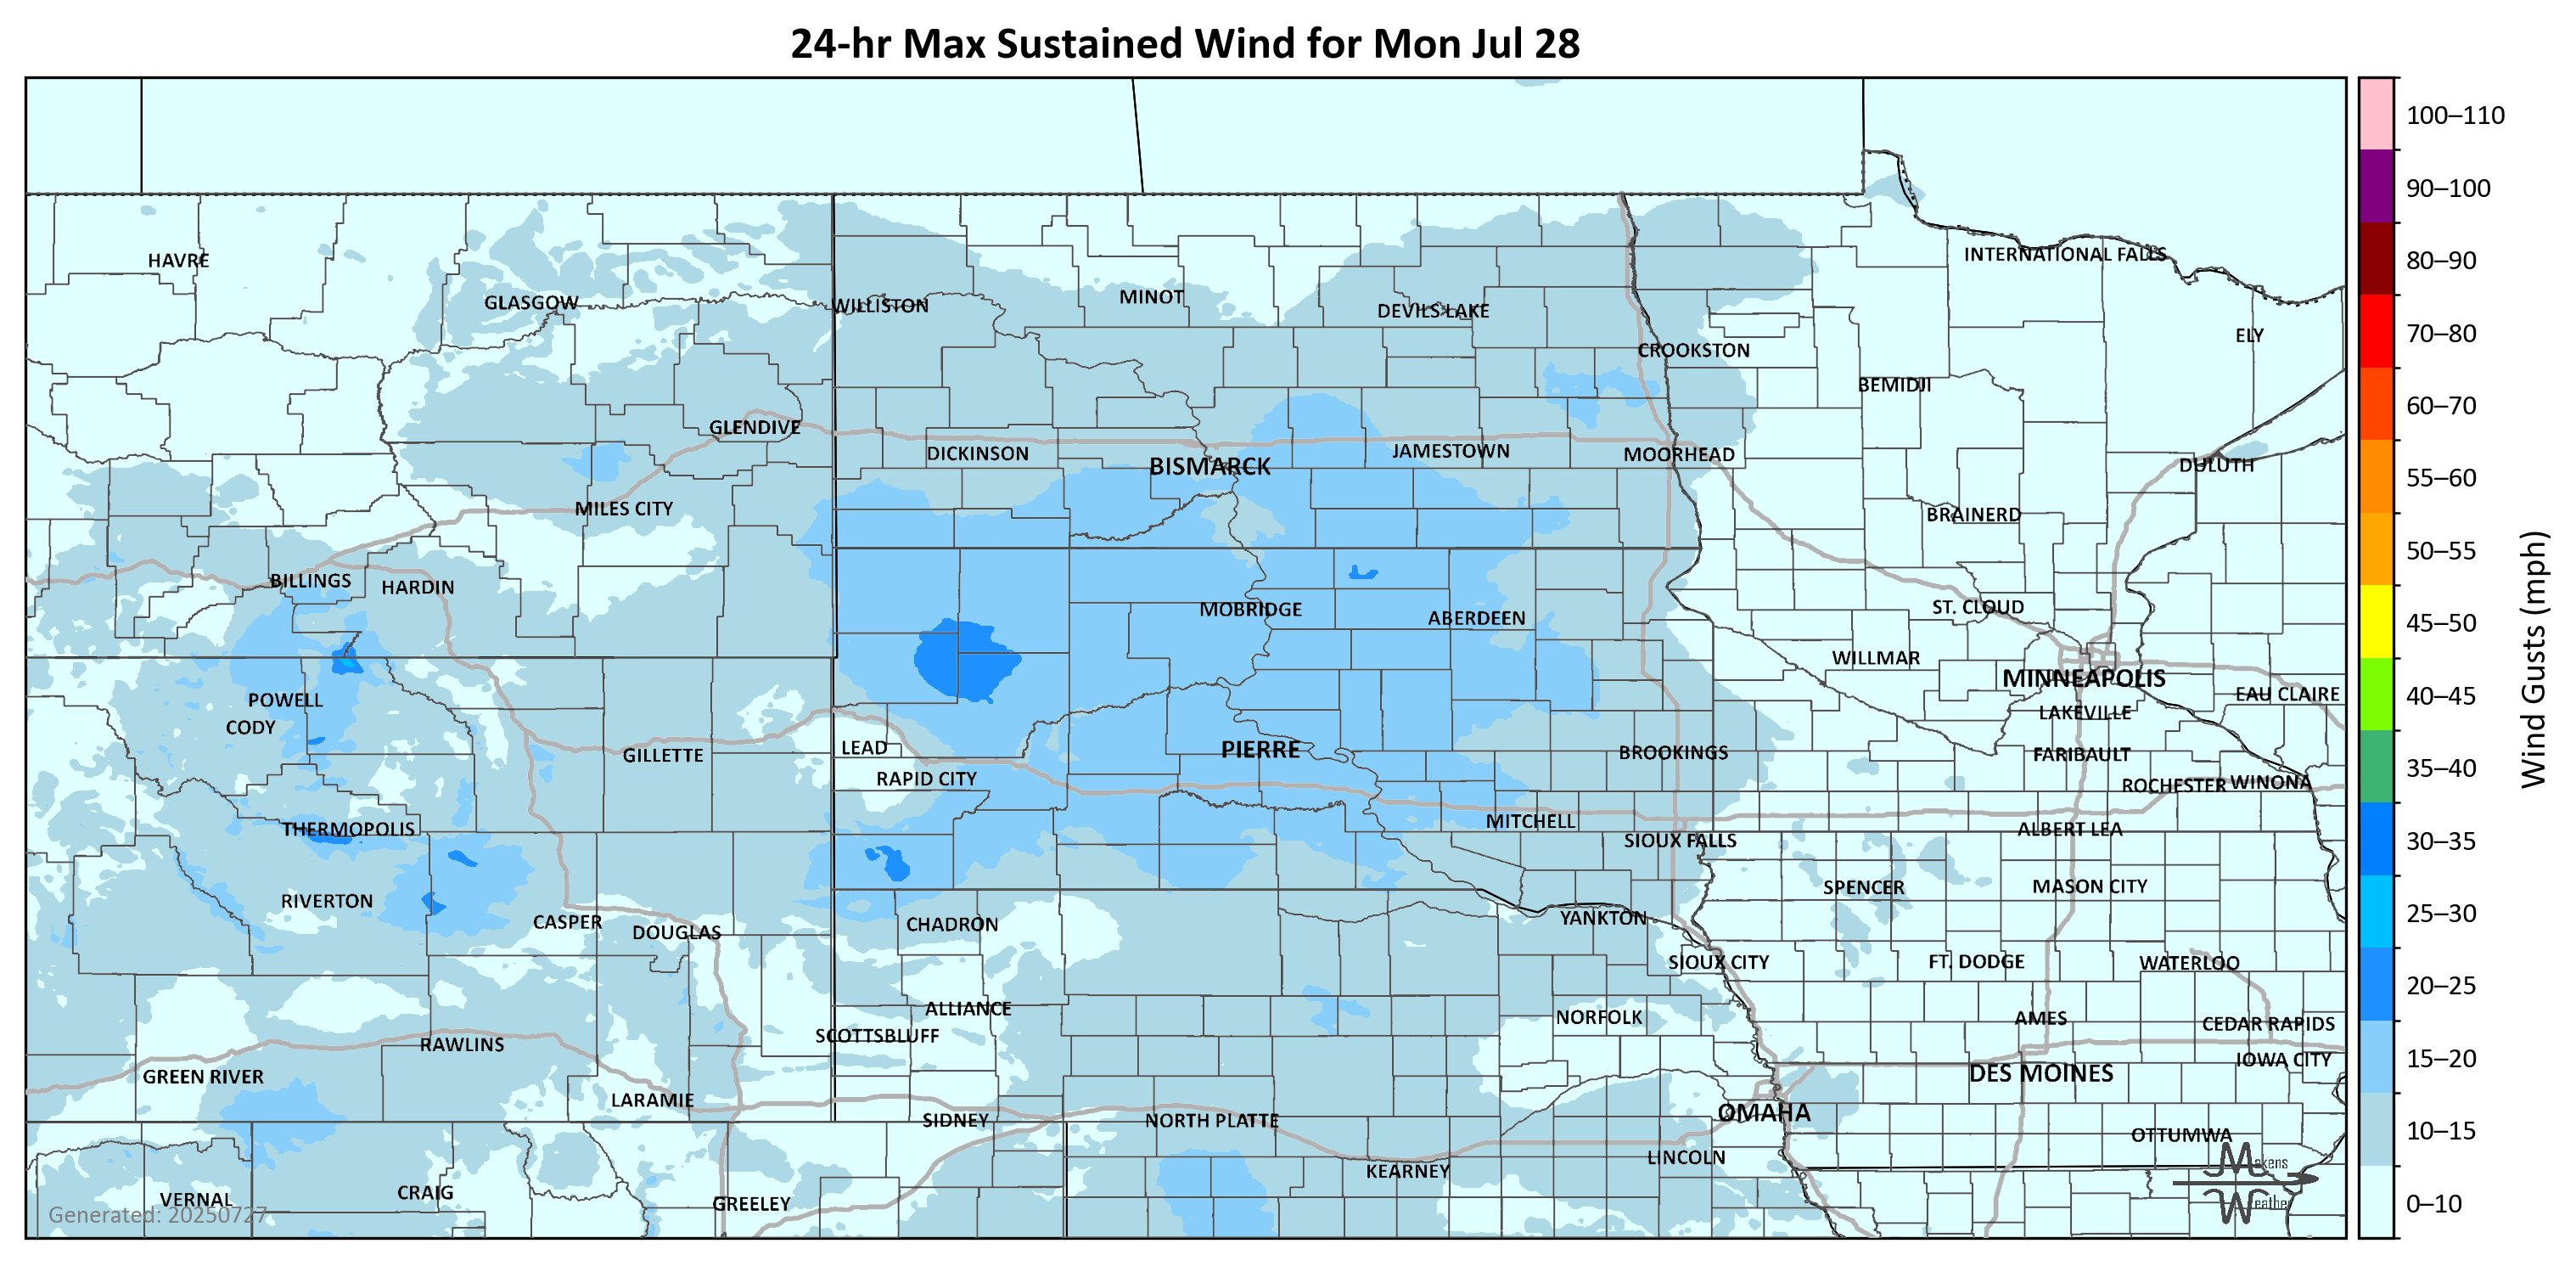 24-hr Max Sustained Wind for Mon Jul 28
100–110
90–100
80–90
70–80
60–70
55–60
50–55
45–50
40–45
35–40
30–35
25–30
20–25
15–20
10–15
0–10
Wind Gusts (mph)
HAVRE
INTERNATIONAL FALLS
GLASGOW
WILLISTON
MINOT
DEVILS LAKE
ELY
CROOKSTON
BEMIDJI
GLENDIVE
DICKINSON
BISMARCK
JAMESTOWN
MOORHEAD
DULUTH
MILES CITY
BRAINERD
BILLINGS
HARDIN
MOBRIDGE
ABERDEEN
ST. CLOUD
WILLMAR
MINNEAPOLIS
POWELL
EAU CLAIRE
CODY
LAKEVILLE
GILLETTE
LEAD
PIERRE
BROOKINGS
FARIBAULT
RAPID CITY
ROCHESTER
WINONA
THERMOPOLIS
MITCHELL
ALBERT LEA
SIOUX FALLS
RIVERTON
SPENCER
MASON CITY
CASPER
DOUGLAS
CHADRON
YANKTON
SIOUX CITY
FT. DODGE
WATERLOO
ALLIANCE
NORFOLK
AMES
CEDAR RAPIDS
SCOTTSBLUFF
RAWLINS
IOWA CITY
GREEN RIVER
DES MOINES
LARAMIE
SIDNEY
NORTH PLATTE
OMAHA
OTTUMWA
KEARNEY
LINCOLN
VERNAL
CRAIG
GREELEY
Generated: 20250727
Makens
Weather